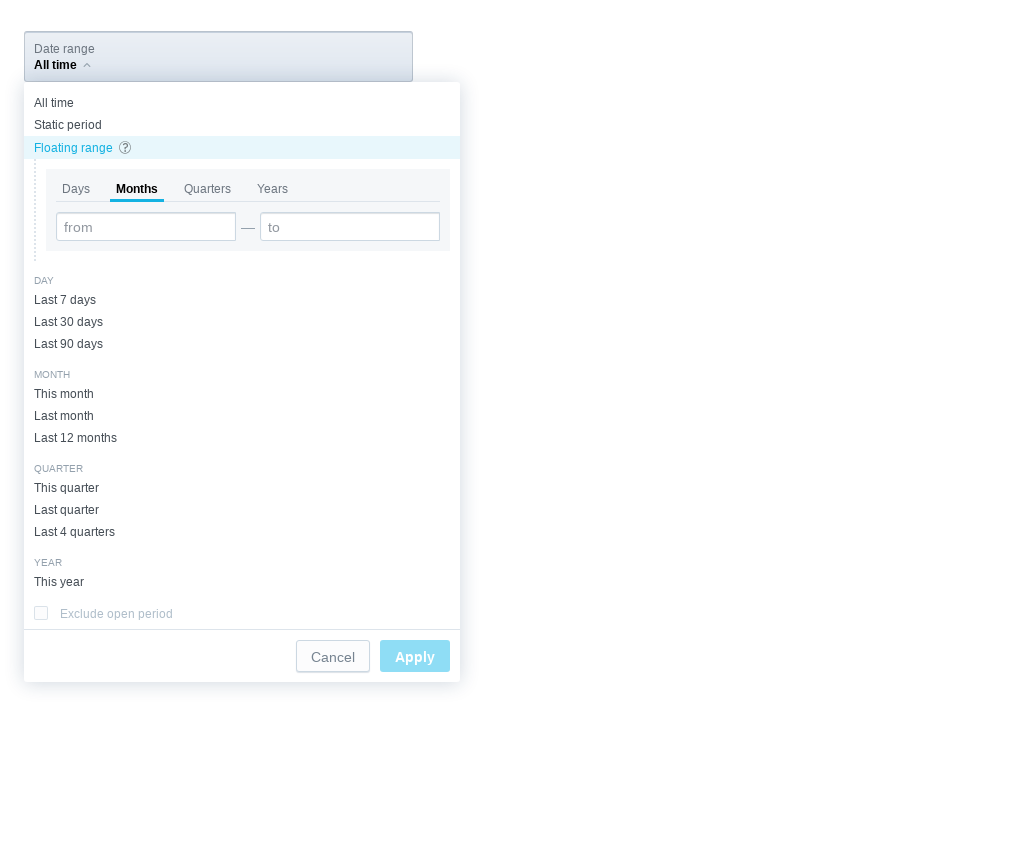 Date range
All time
All time
Static period
Floating range ?
Days Months Quarters Years
from — to
DAY
Last 7 days
Last 30 days
Last 90 days
MONTH
This month
Last month
Last 12 months
QUARTER
This quarter
Last quarter
Last 4 quarters
YEAR
This year
Exclude open period
Cancel Apply